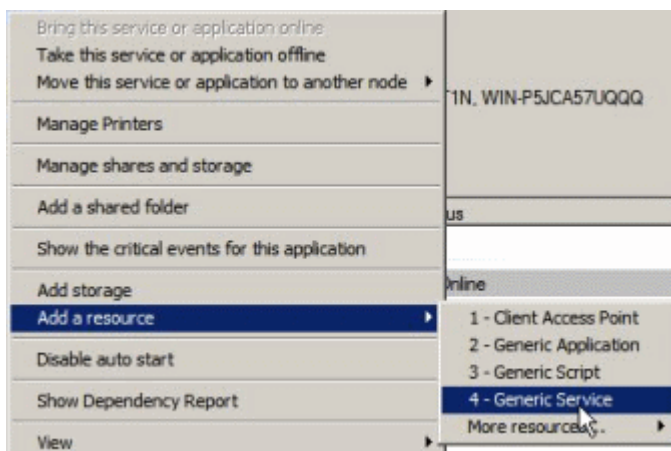 Bring this service or application online
Take this service or application offline
Move this service or application to another node
T1N, WIN-P5JCA57UQQQ
Manage Printers
Manage shares and storage
Add a shared folder
us
Show the critical events for this application
Add storage
Online
Add a resource
1 - Client Access Point
2 - Generic Application
Disable auto start
3 - Generic Script
Show Dependency Report
4 - Generic Service
More resources...
View